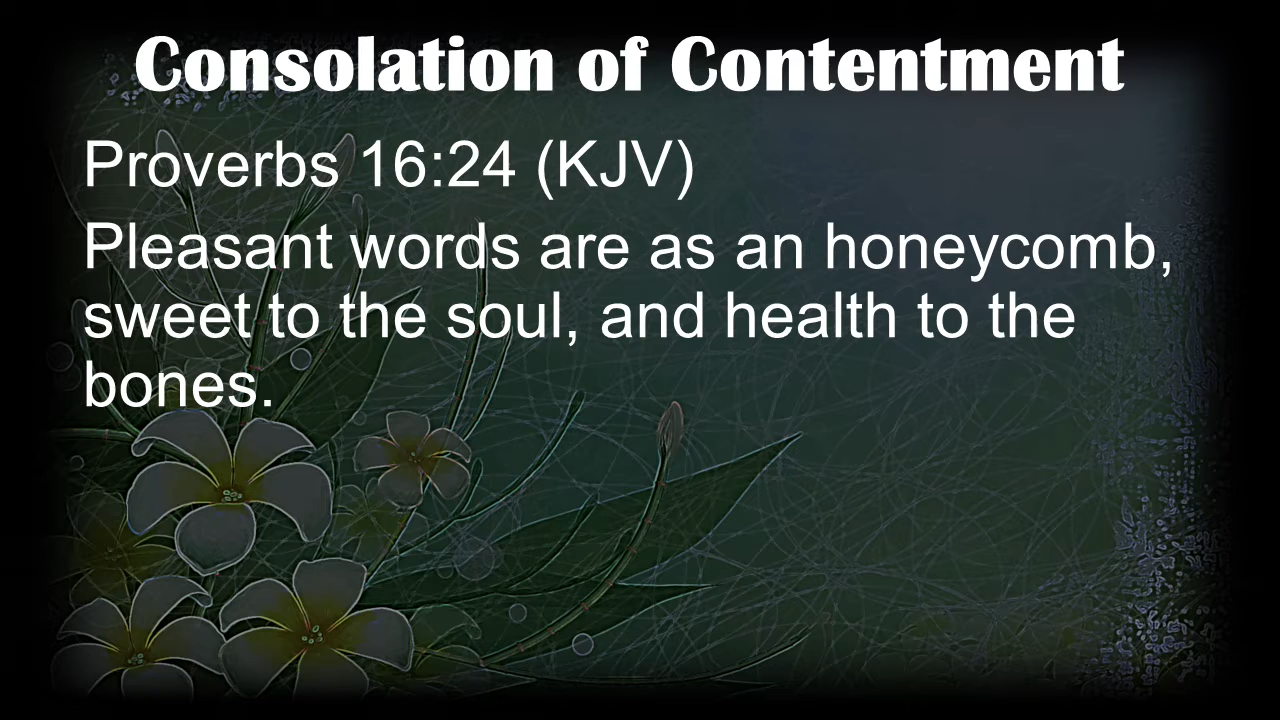 Consolation of Contentment
Proverbs 16:24 (KJV)
Pleasant words are as an honeycomb,
sweet to the soul, and health to the
bones.